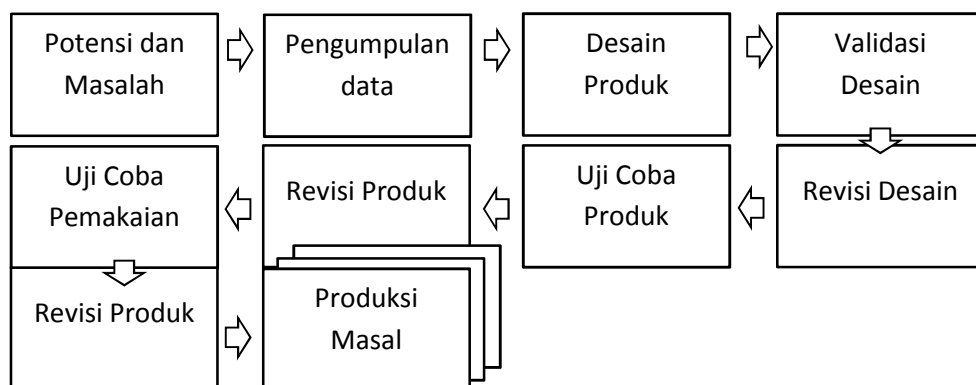 Potensi dan
Masalah
Pengumpulan
data
Desain
Produk
Validasi
Desain
Revisi Desain
Uji Coba
Produk
Revisi Produk
Uji Coba
Pemakaian
Revisi Produk
Produksi
Masal